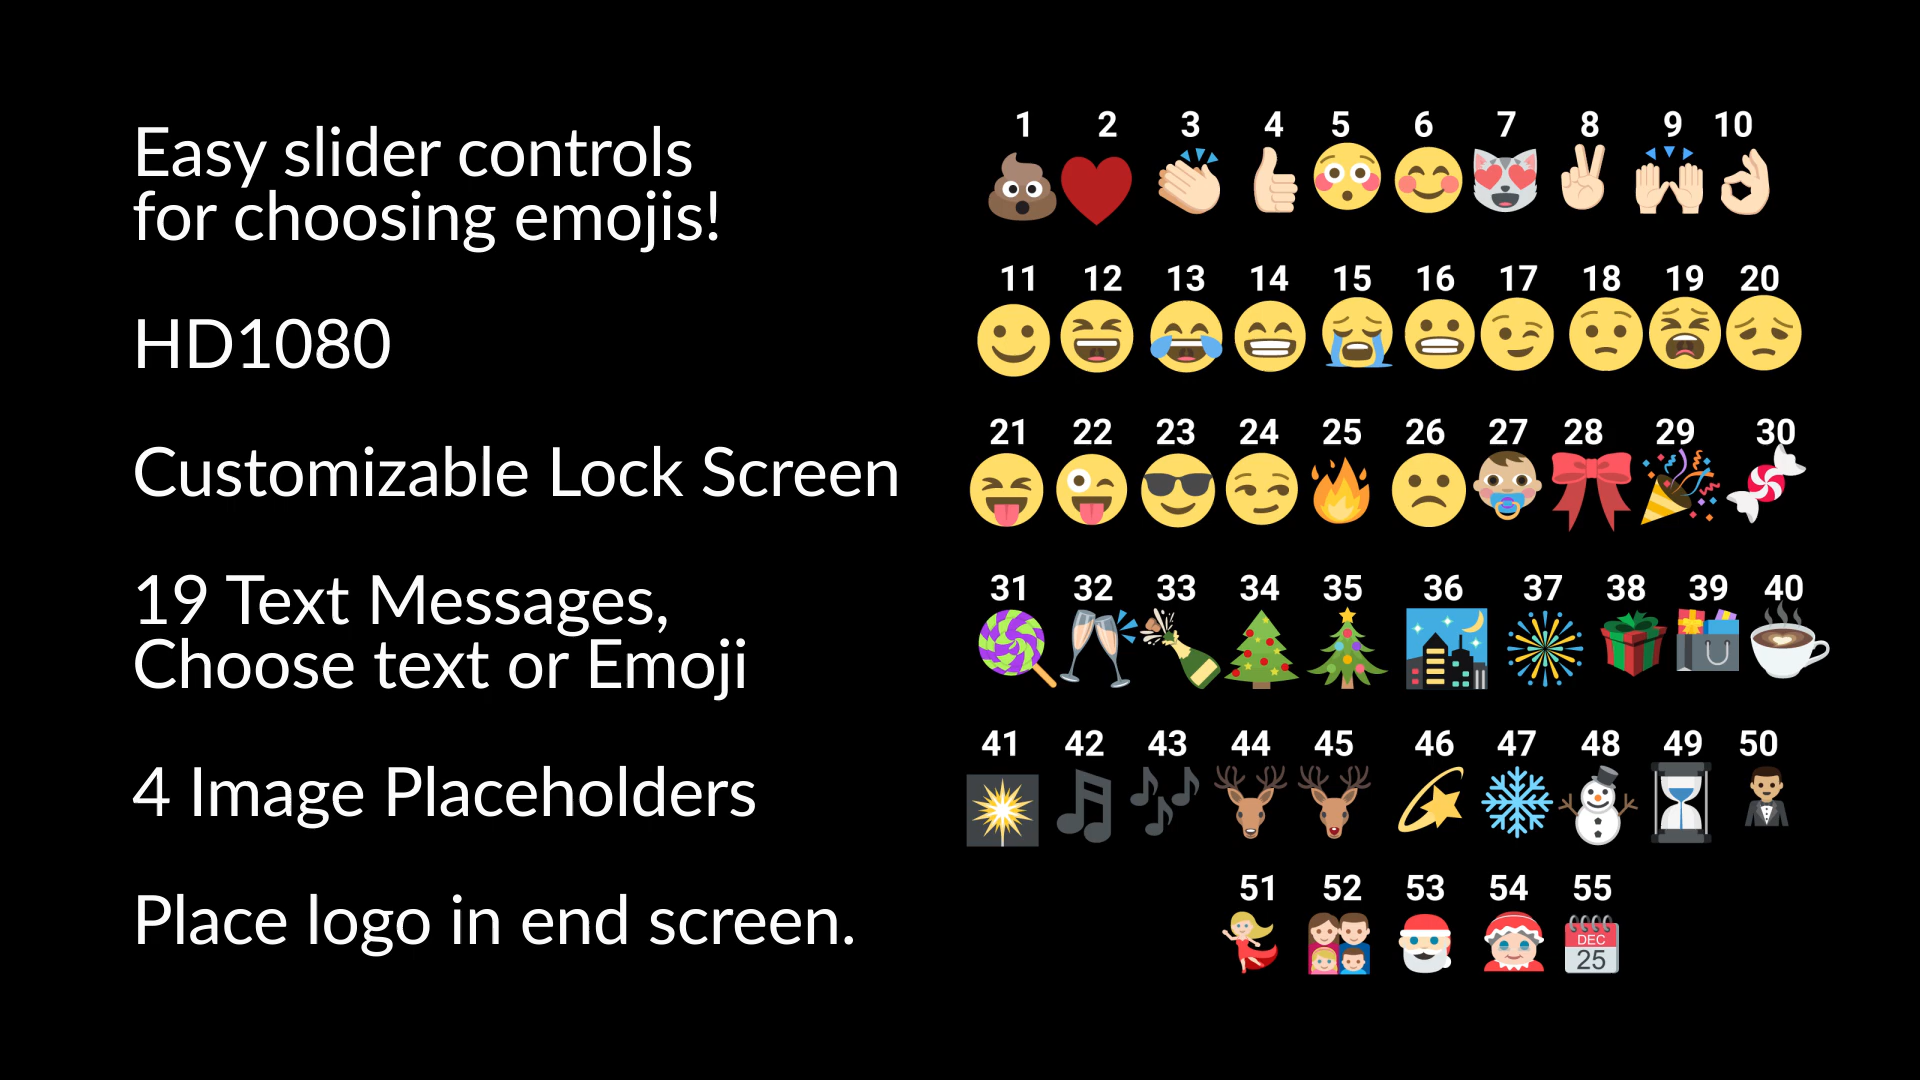 Easy slider controls
for choosing emojis!
HD1080
Customizable Lock Screen
19 Text Messages,
Choose text or Emoji
4 Image Placeholders
Place logo in end screen.
1 2 3 4 5 6 7 8 9 10
11 12 13 14 15 16 17 18 19 20
21 22 23 24 25 26 27 28 29 30
31 32 33 34 35 36 37 38 39 40
41 42 43 44 45 46 47 48 49 50
51 52 53 54 55
DEC
25